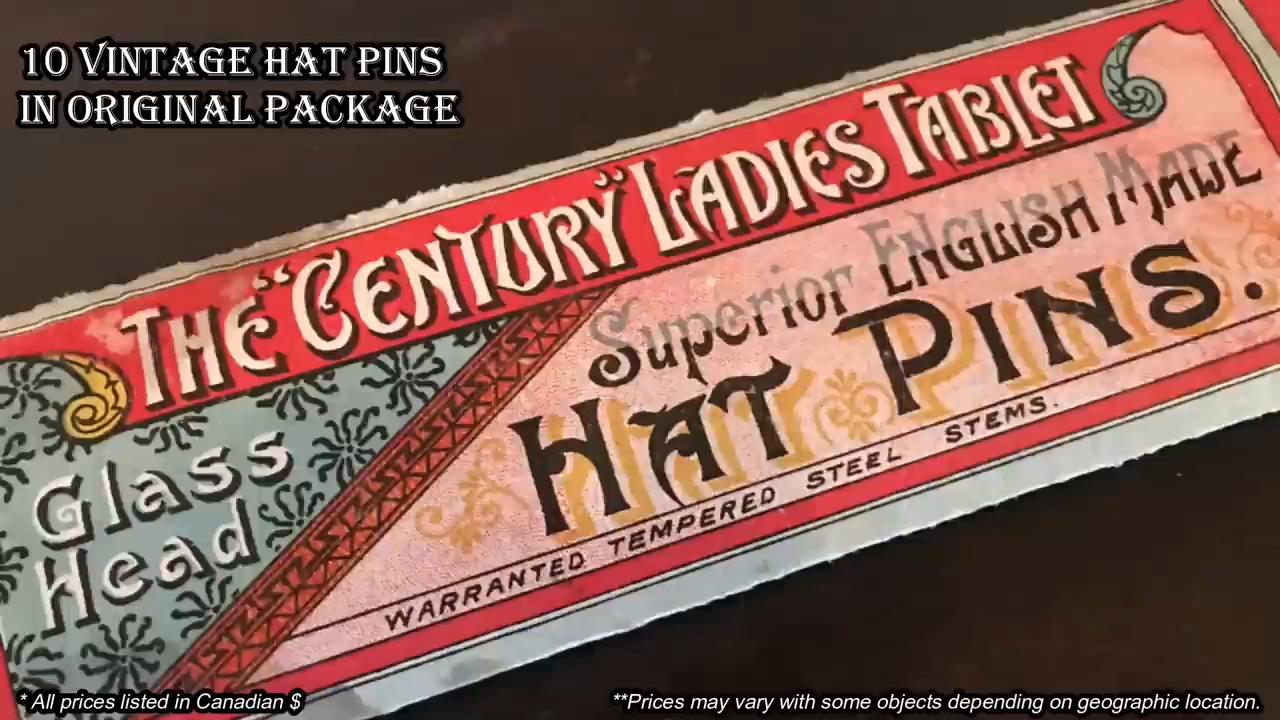 10 VINTAGE HAT PINS
IN ORIGINAL PACKAGE
THE "CENTURY" LADIES TABLET
Superior ENGLISH MADE
HAT PINS.
WARRANTED TEMPERED STEEL STEMS.
Glass
Head
* All prices listed in Canadian $
**Prices may vary with some objects depending on geographic location.